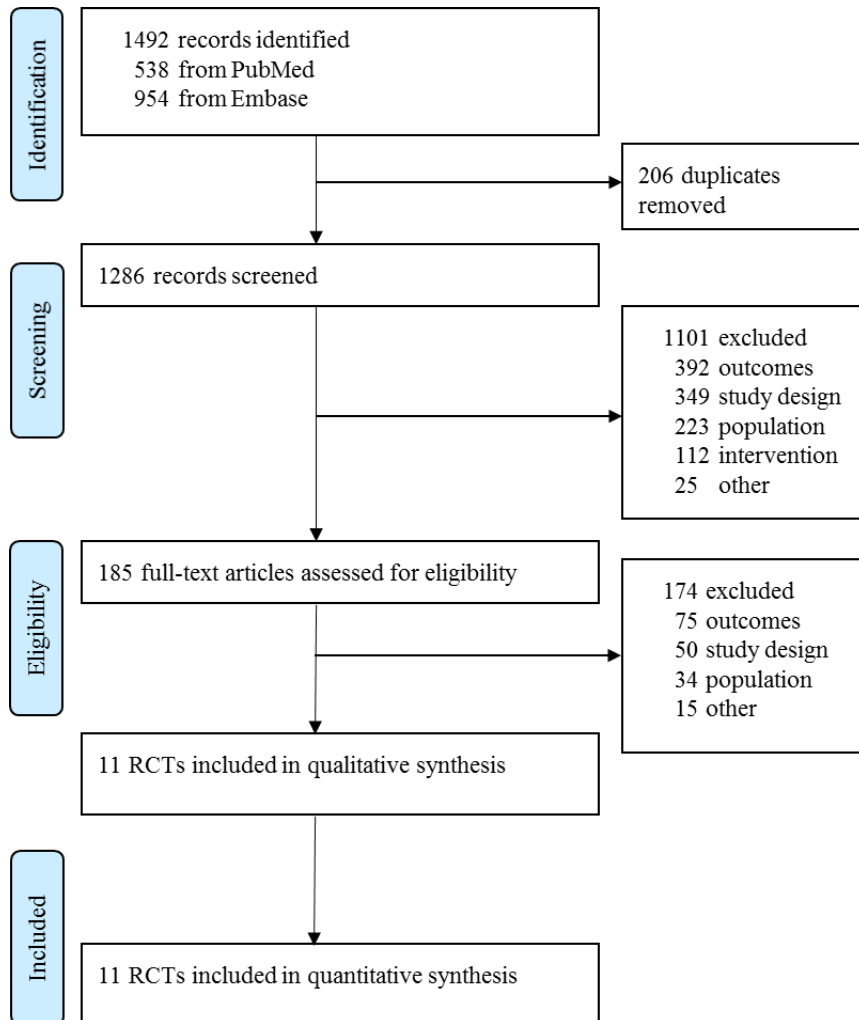 Identification
1492 records identified
538 from PubMed
954 from Embase
206 duplicates
removed
Screening
1286 records screened
1101 excluded
392 outcomes
349 study design
223 population
112 intervention
25 other
Eligibility
185 full-text articles assessed for eligibility
174 excluded
75 outcomes
50 study design
34 population
15 other
11 RCTs included in qualitative synthesis
Included
11 RCTs included in quantitative synthesis